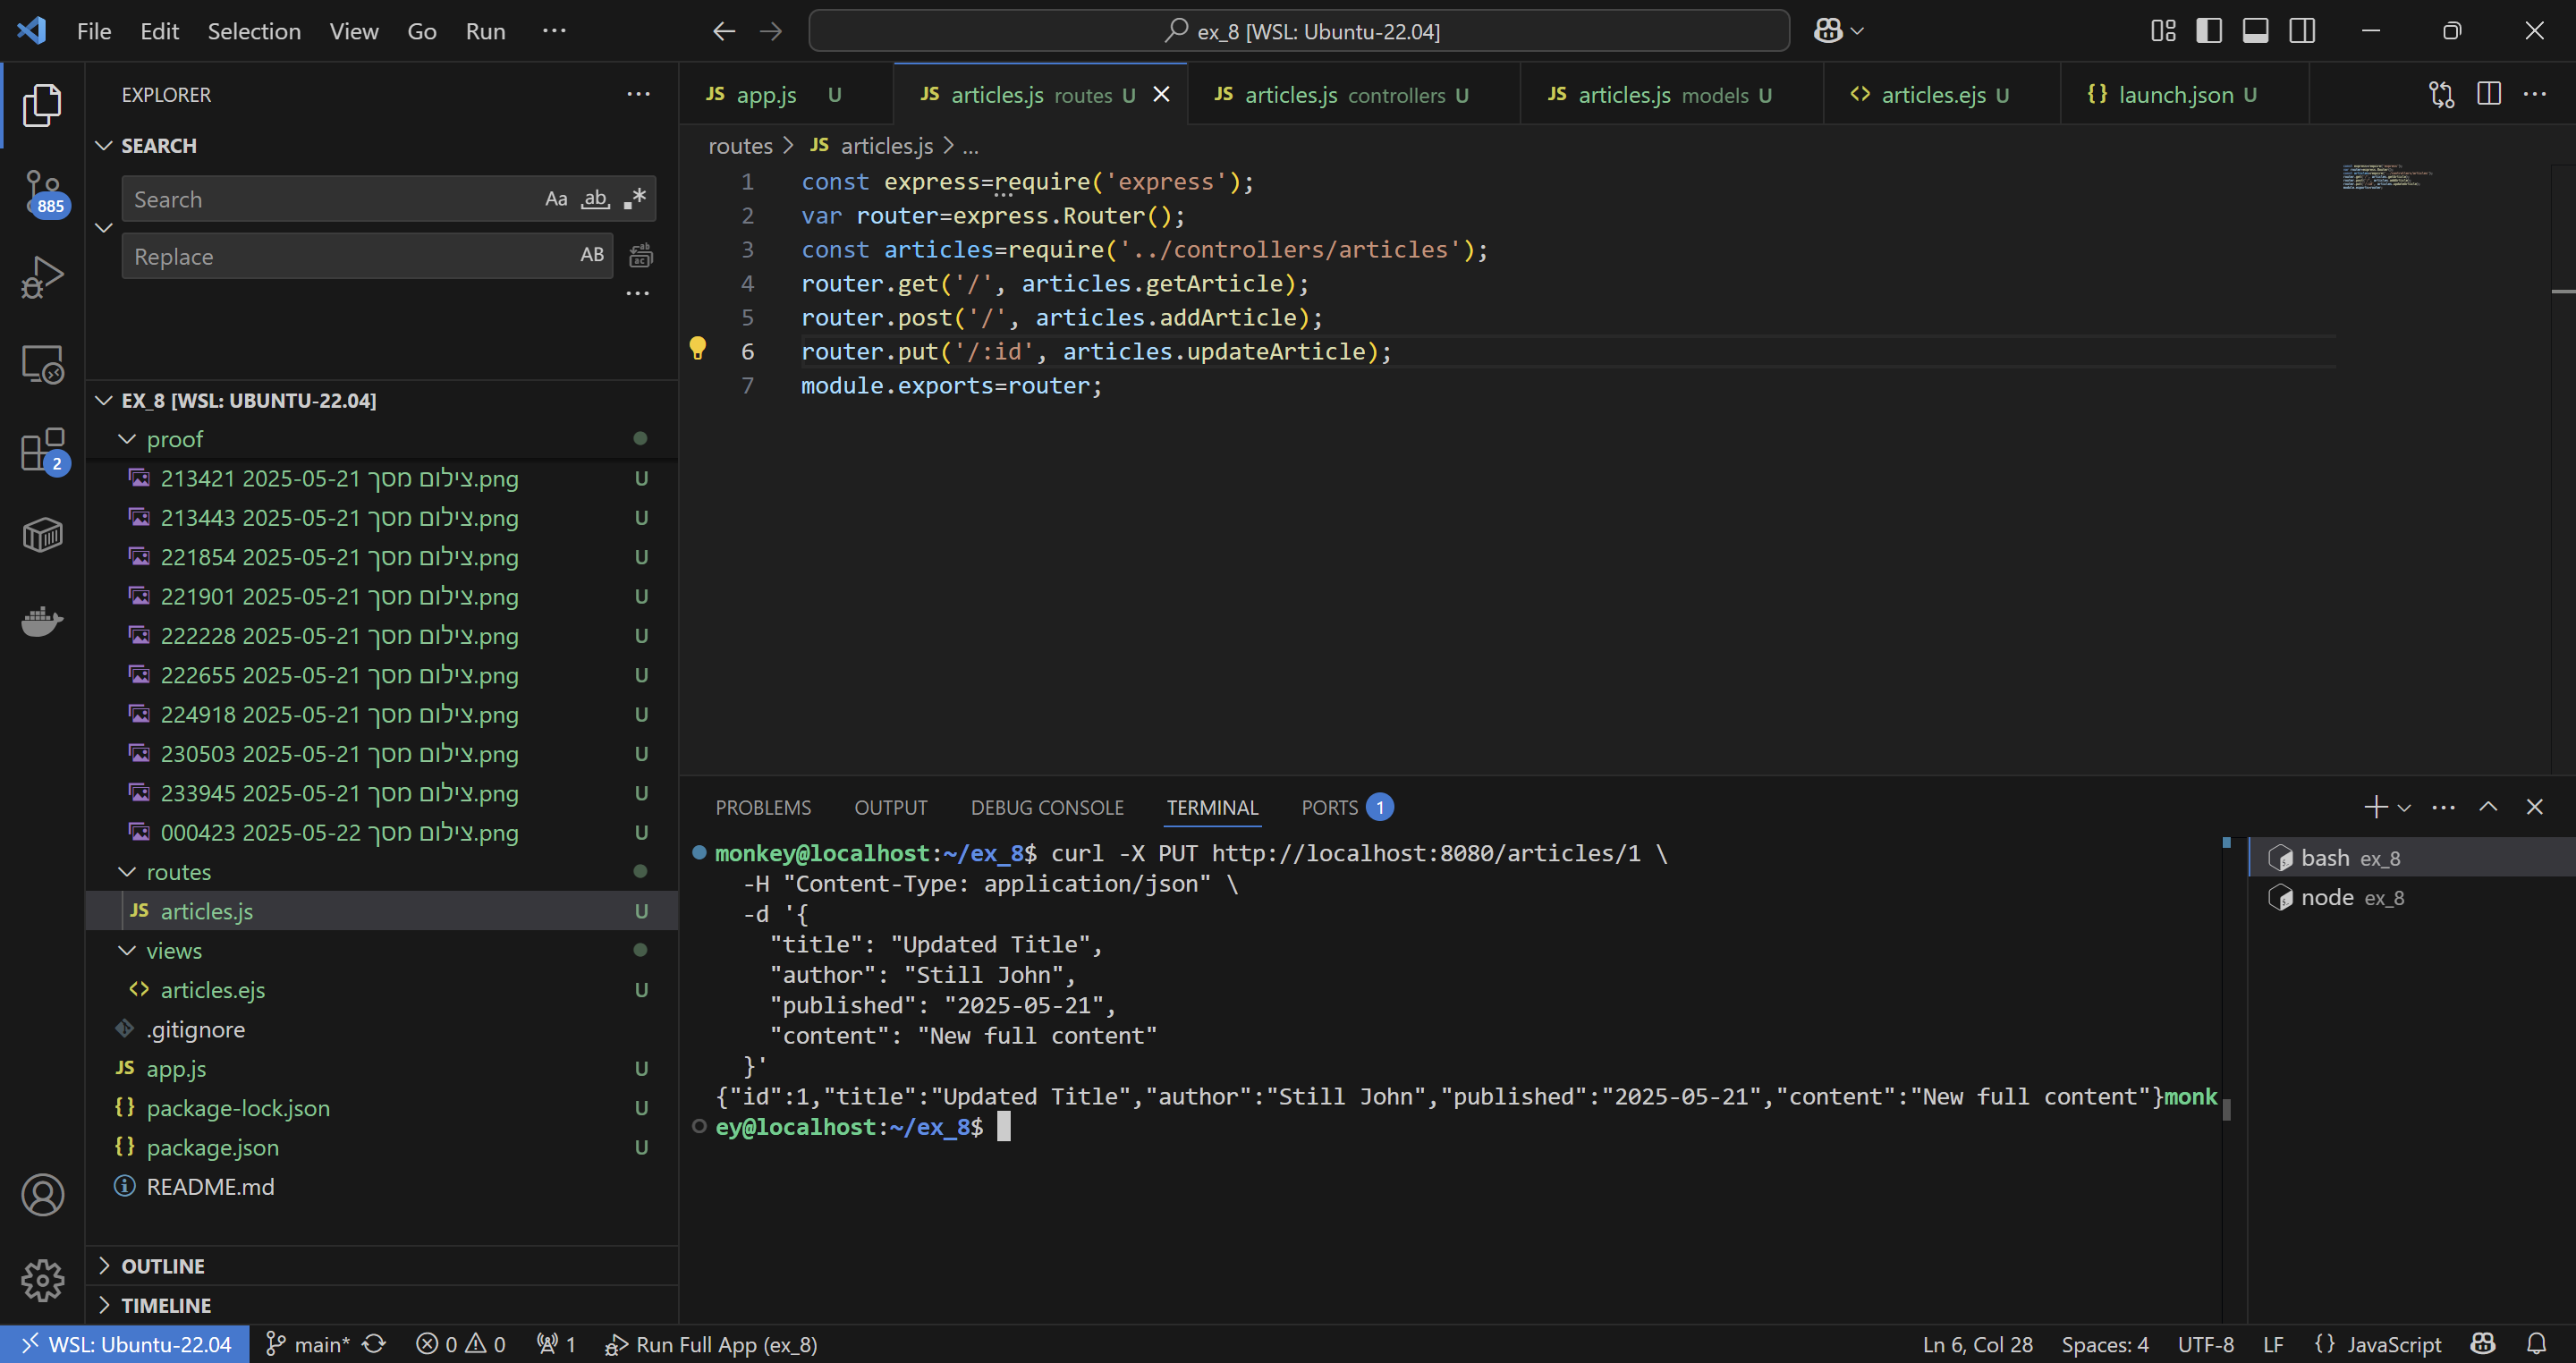 File Edit Selection View Go Run ···
ex_8 [WSL: Ubuntu-22.04]
EXPLORER
SEARCH
Search
Aa ab .*
Replace
AB
885
2
EX_8 [WSL: UBUNTU-22.04]
proof
צילום מסך 2025-05-21 213421.png U
צילום מסך 2025-05-21 213443.png U
צילום מסך 2025-05-21 221854.png U
צילום מסך 2025-05-21 221901.png U
צילום מסך 2025-05-21 222228.png U
צילום מסך 2025-05-21 222655.png U
צילום מסך 2025-05-21 224918.png U
צילום מסך 2025-05-21 230503.png U
צילום מסך 2025-05-21 233945.png U
צילום מסך 2025-05-22 000423.png U
routes
JS articles.js U
views
<> articles.ejs U
.gitignore
JS app.js U
{} package-lock.json U
{} package.json U
README.md
OUTLINE
TIMELINE
JS app.js U
JS articles.js routes U
JS articles.js controllers U
JS articles.js models U
<> articles.ejs U
{} launch.json U
routes > JS articles.js > ...
1 const express=require('express');
2 var router=express.Router();
3 const articles=require('../controllers/articles');
4 router.get('/', articles.getArticle);
5 router.post('/', articles.addArticle);
6 router.put('/:id', articles.updateArticle);
7 module.exports=router;
PROBLEMS OUTPUT DEBUG CONSOLE TERMINAL PORTS 1
monkey@localhost:~/ex_8$ curl -X PUT http://localhost:8080/articles/1 \
-H "Content-Type: application/json" \
-d '{
"title": "Updated Title",
"author": "Still John",
"published": "2025-05-21",
"content": "New full content"
}'
{"id":1,"title":"Updated Title","author":"Still John","published":"2025-05-21","content":"New full content"}monk
ey@localhost:~/ex_8$
bash ex_8
node ex_8
WSL: Ubuntu-22.04 main* 0 0 1 Run Full App (ex_8)
Ln 6, Col 28 Spaces: 4 UTF-8 LF {} JavaScript